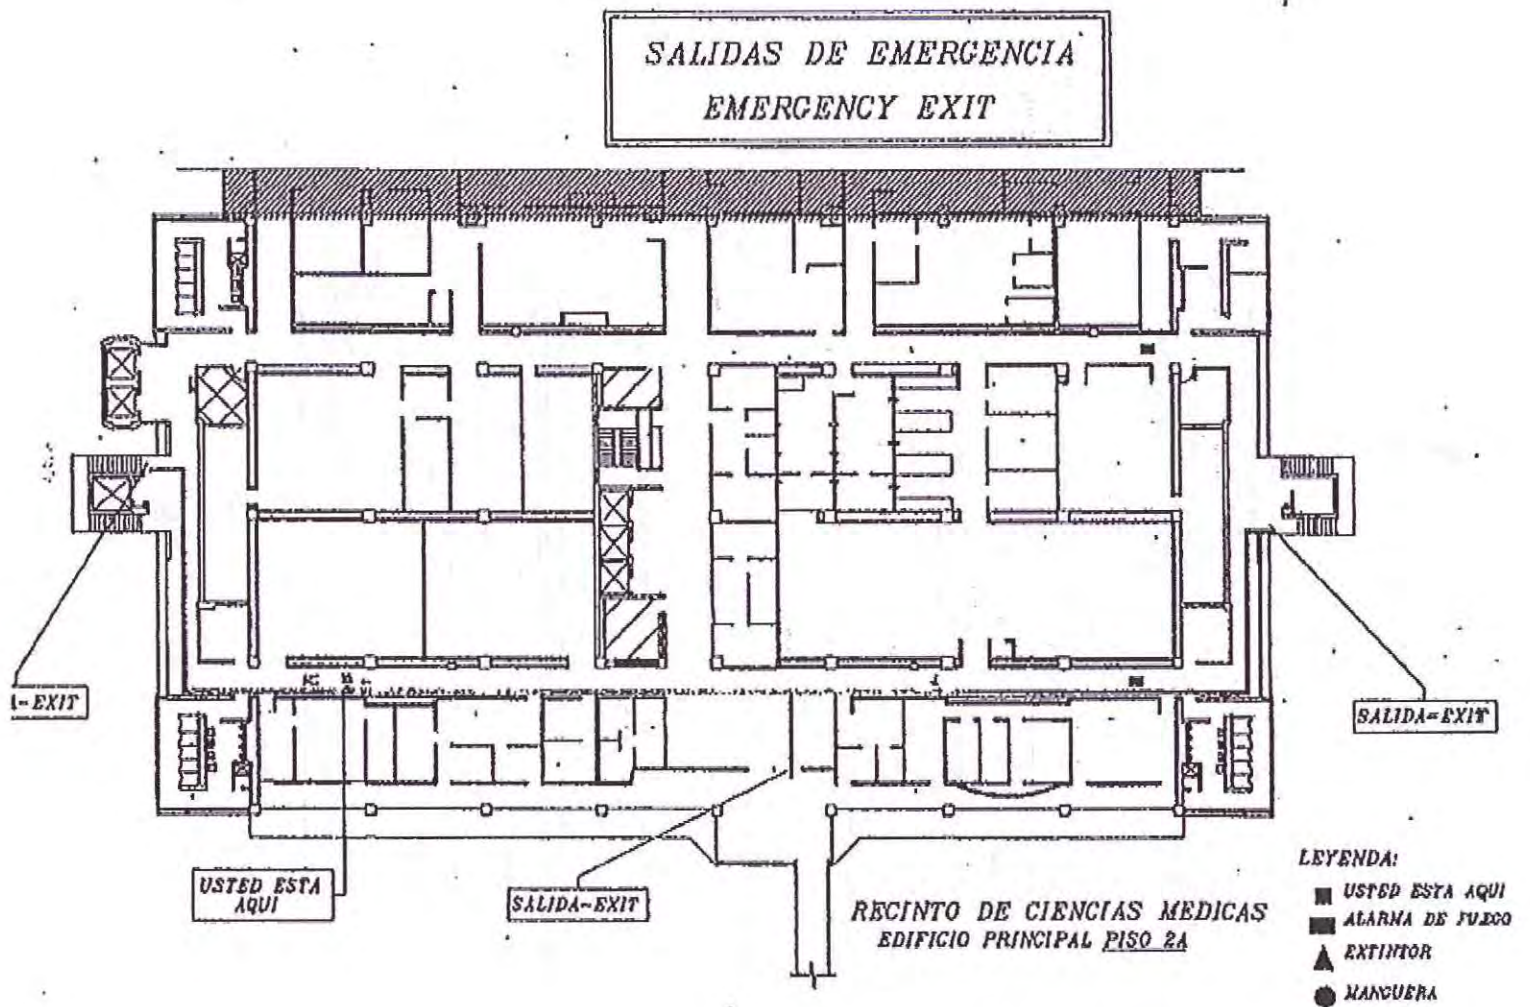 SALIDAS DE EMERGENCIA
EMERGENCY EXIT
-EXIT
SALIDA-EXIT
USTED ESTA
AQUI
SALIDA-EXIT
RECINTO DE CIENCIAS MEDICAS
EDIFICIO PRINCIPAL PISO 2A
LEYENDA:
USTED ESTA AQUI
ALARMA DE FUEGO
EXTINTOR
MANGUERA